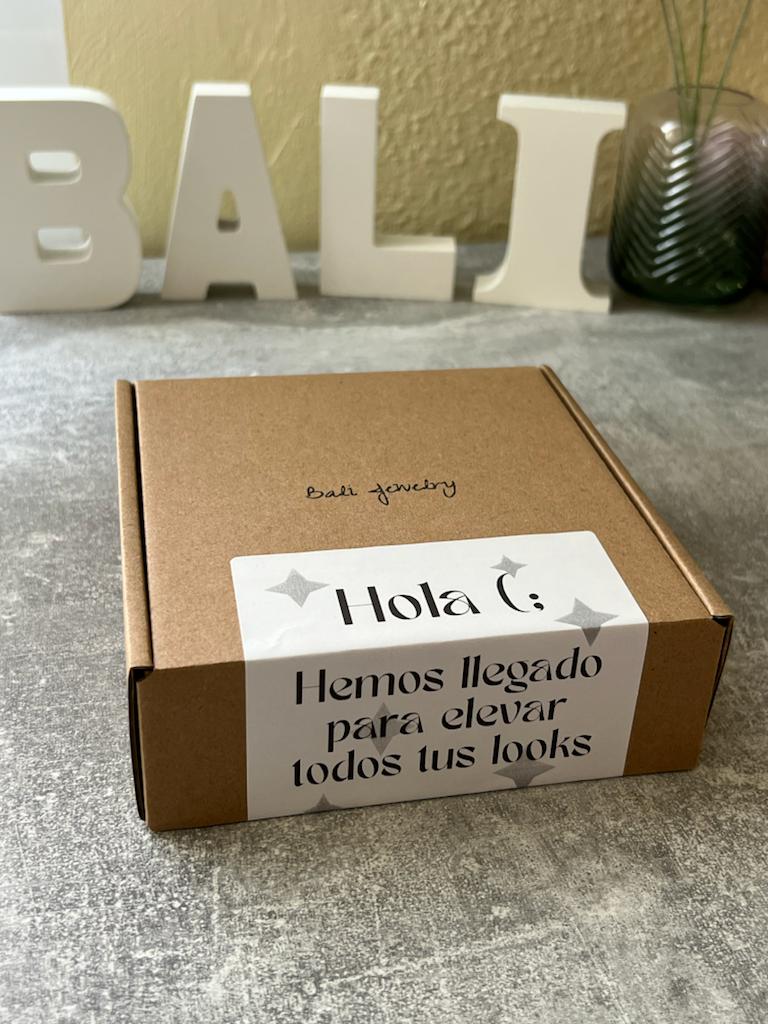 BALI
Bali Jewelry
Hola (;
Hemos llegado
para elevar
todos tus looks